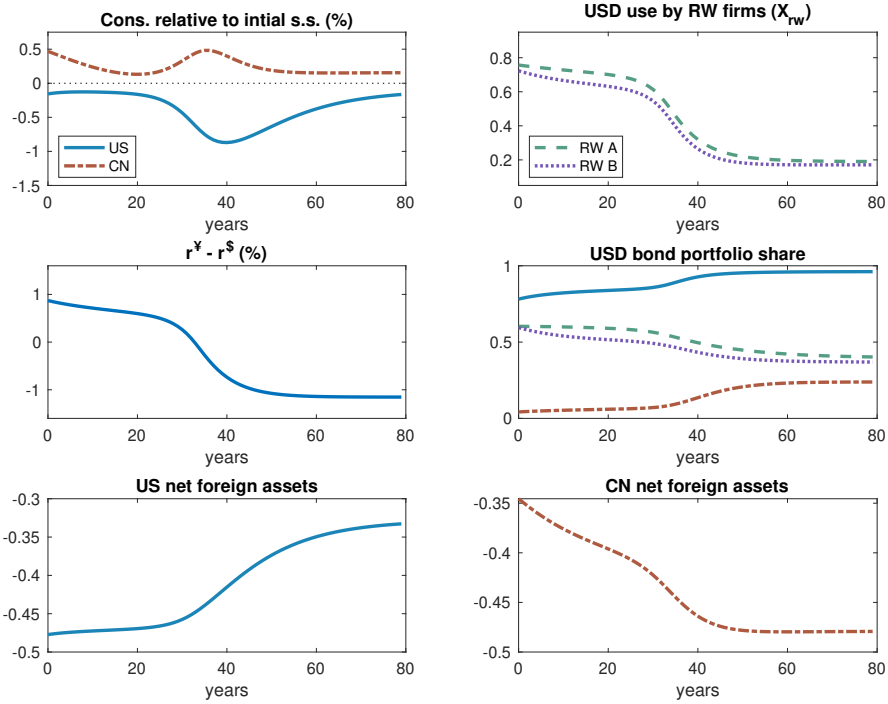 Cons. relative to intial s.s. (%)
0.5
0
-0.5
-1
-1.5
US
CN
0 20 40 60 80
years
USD use by RW firms (X_rw)
0.8
0.6
0.4
0.2
RW A
RW B
0 20 40 60 80
years
r^¥ - r^$ (%)
1
0
-1
0 20 40 60 80
years
USD bond portfolio share
1
0.5
0
0 20 40 60 80
years
US net foreign assets
-0.3
-0.35
-0.4
-0.45
-0.5
0 20 40 60 80
years
CN net foreign assets
-0.35
-0.4
-0.45
-0.5
0 20 40 60 80
years